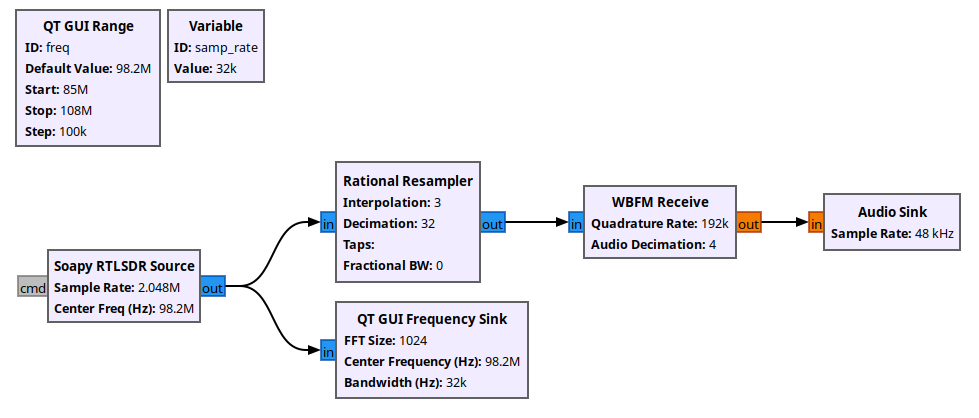 QT GUI Range
ID: freq
Default Value: 98.2M
Start: 85M
Stop: 108M
Step: 100k
Variable
ID: samp_rate
Value: 32k
Rational Resampler
Interpolation: 3
Decimation: 32
Taps:
Fractional BW: 0
in
out
WBFM Receive
Quadrature Rate: 192k
Audio Decimation: 4
in
out
Audio Sink
Sample Rate: 48 kHz
in
Soapy RTLSDR Source
Sample Rate: 2.048M
Center Freq (Hz): 98.2M
cmd
out
QT GUI Frequency Sink
FFT Size: 1024
Center Frequency (Hz): 98.2M
Bandwidth (Hz): 32k
in